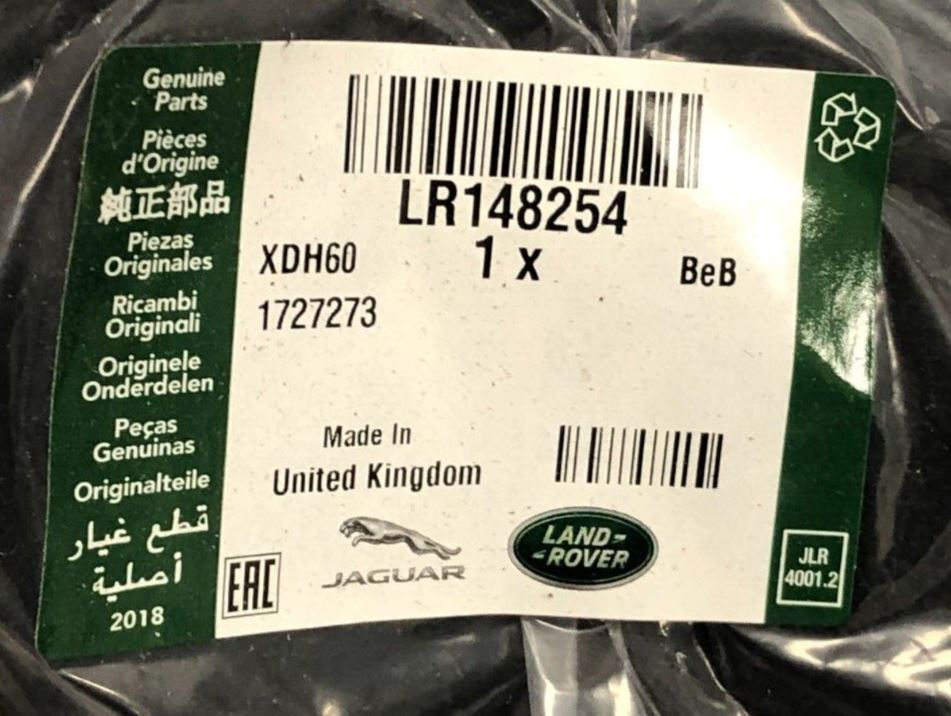 Genuine
Parts
Pièces
d'Origine
純正部品
Piezas
Originales
Ricambi
Originali
Originele
Onderdelen
Peças
Genuinas
Originalteile
قطع غيار
أصلية
2018
LR148254
XDH60 1 x BeB
1727273
Made In
United Kingdom
EAC
JAGUAR
LAND-
-ROVER
JLR
4001.2